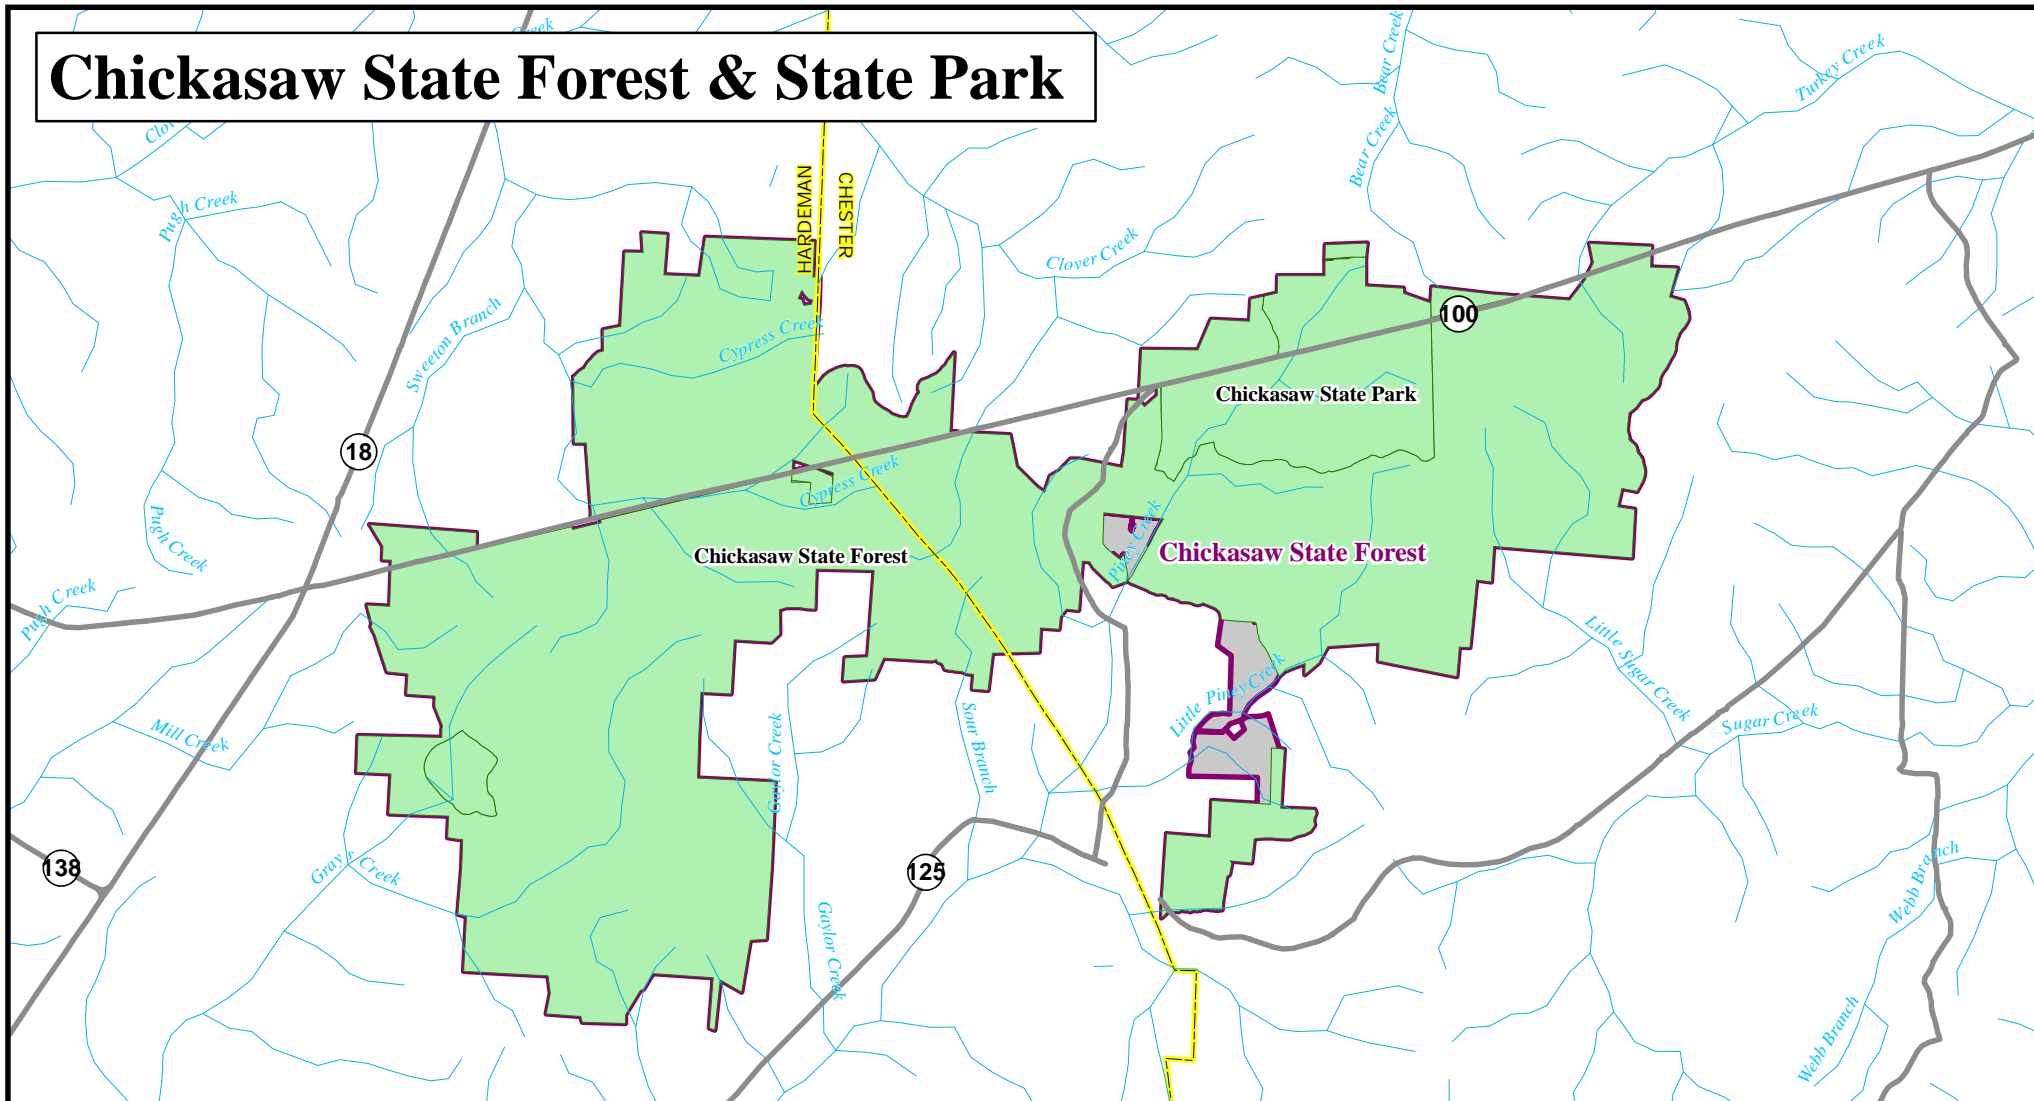 Creek
Chickasaw State Forest & State Park
Clov
Bear Creek
Turkey Creek
Bear Creek
HARDEMAN
CHESTER
Pugh Creek
Clover Creek
100
Sweeton Branch
Cypress Creek
Chickasaw State Park
18
Cypress Creek
Pugh Creek
Piney Creek
Chickasaw State Forest
Chickasaw State Forest
Pugh Creek
Little Sugar Creek
Little Piney Creek
Mill Creek
Sour Branch
Gaylor Creek
Sugar Creek
138
Gray's Creek
125
Webb Branch
Gaylor Creek
Webb Branch